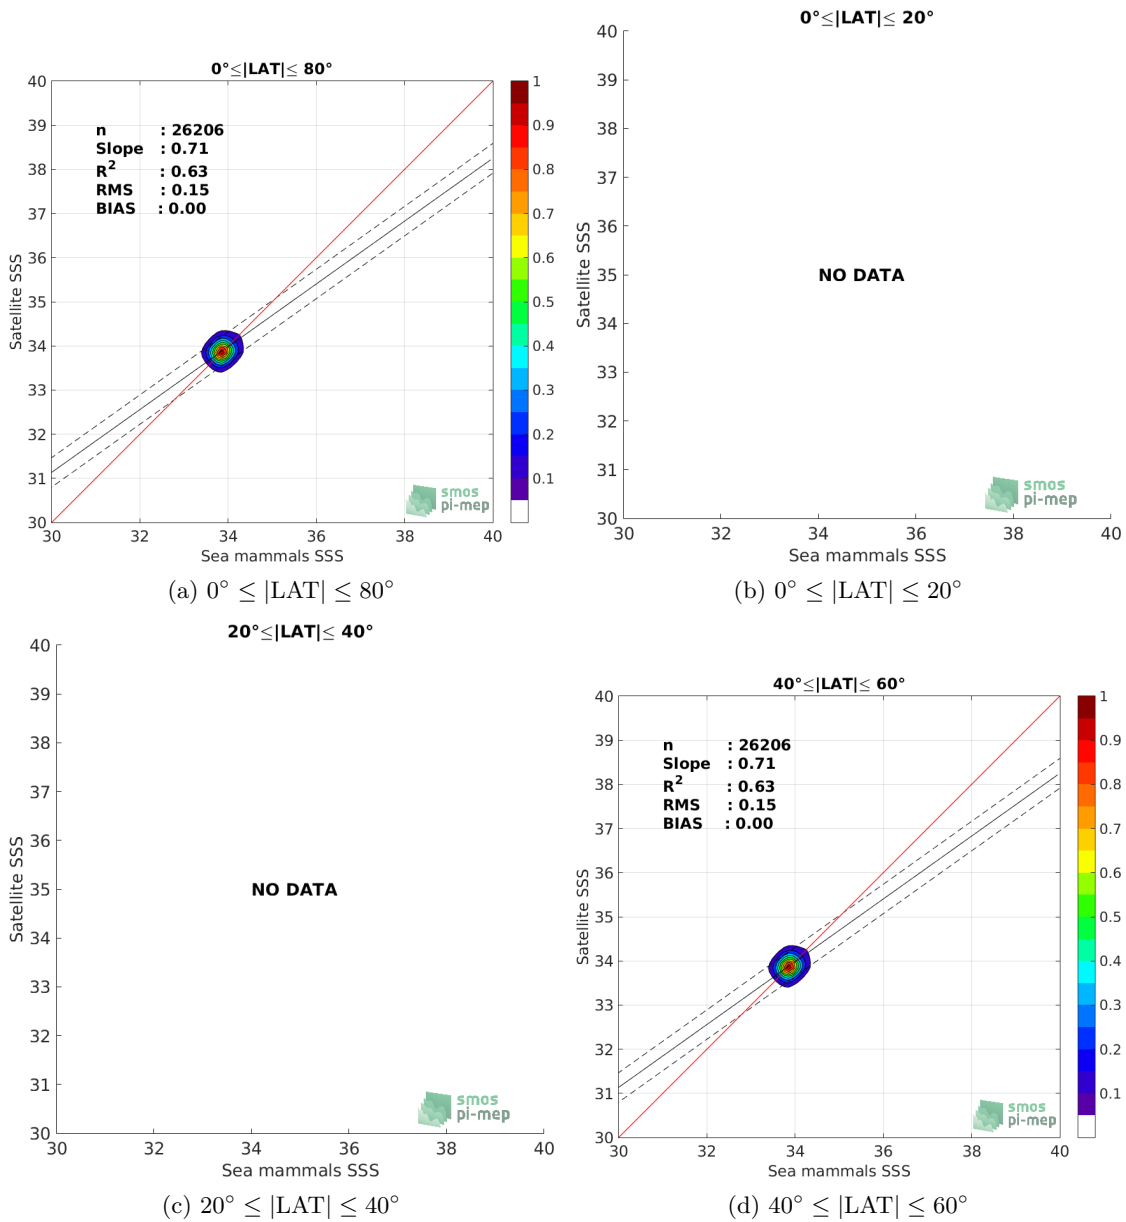 0°≤|LAT|≤ 80°
n : 26206
Slope : 0.71
R² : 0.63
RMS : 0.15
BIAS : 0.00
40
39
38
37
36
35
34
33
32
31
30
Satellite SSS
30 32 34 36 38 40
Sea mammals SSS
1
0.9
0.8
0.7
0.6
0.5
0.4
0.3
0.2
0.1
smos
pi-mep
(a) 0° ≤ |LAT| ≤ 80°
0°≤|LAT|≤ 20°
40
39
38
37
36
35
34
33
32
31
30
Satellite SSS
NO DATA
30 32 34 36 38 40
Sea mammals SSS
smos
pi-mep
(b) 0° ≤ |LAT| ≤ 20°
20°≤|LAT|≤ 40°
40
39
38
37
36
35
34
33
32
31
30
Satellite SSS
NO DATA
30 32 34 36 38 40
Sea mammals SSS
smos
pi-mep
(c) 20° ≤ |LAT| ≤ 40°
40°≤|LAT|≤ 60°
n : 26206
Slope : 0.71
R² : 0.63
RMS : 0.15
BIAS : 0.00
40
39
38
37
36
35
34
33
32
31
30
Satellite SSS
30 32 34 36 38 40
Sea mammals SSS
1
0.9
0.8
0.7
0.6
0.5
0.4
0.3
0.2
0.1
smos
pi-mep
(d) 40° ≤ |LAT| ≤ 60°